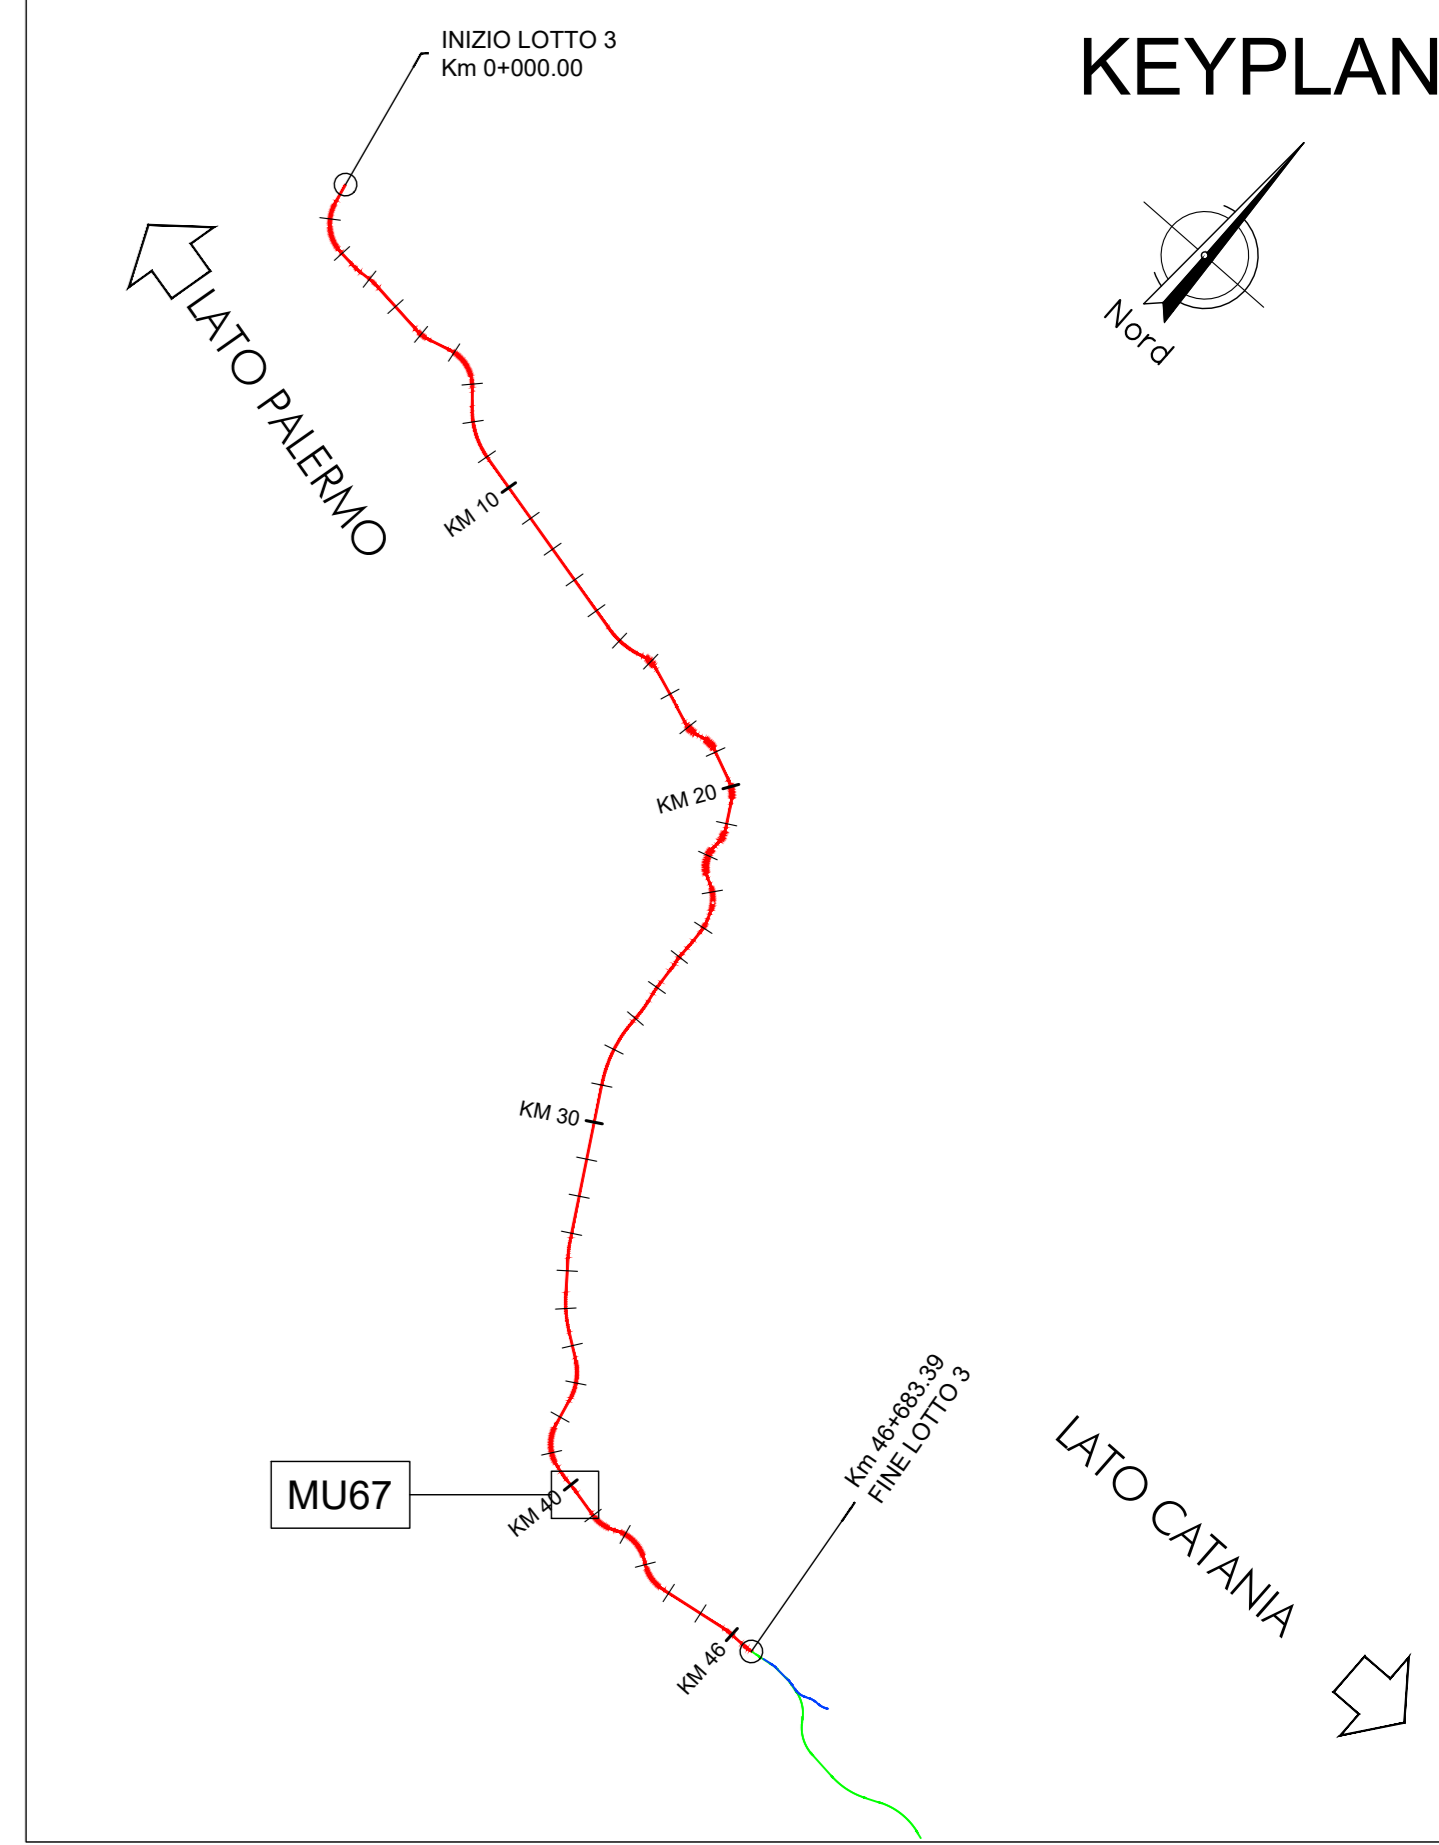 INIZIO LOTTO 3
Km 0+000.00
KEYPLAN
Nord
LATO PALERMO
KM 10
KM 20
KM 30
Km 46+683.39
FINE LOTTO 3
LATO CATANIA
MU67
KM 40
KM 46